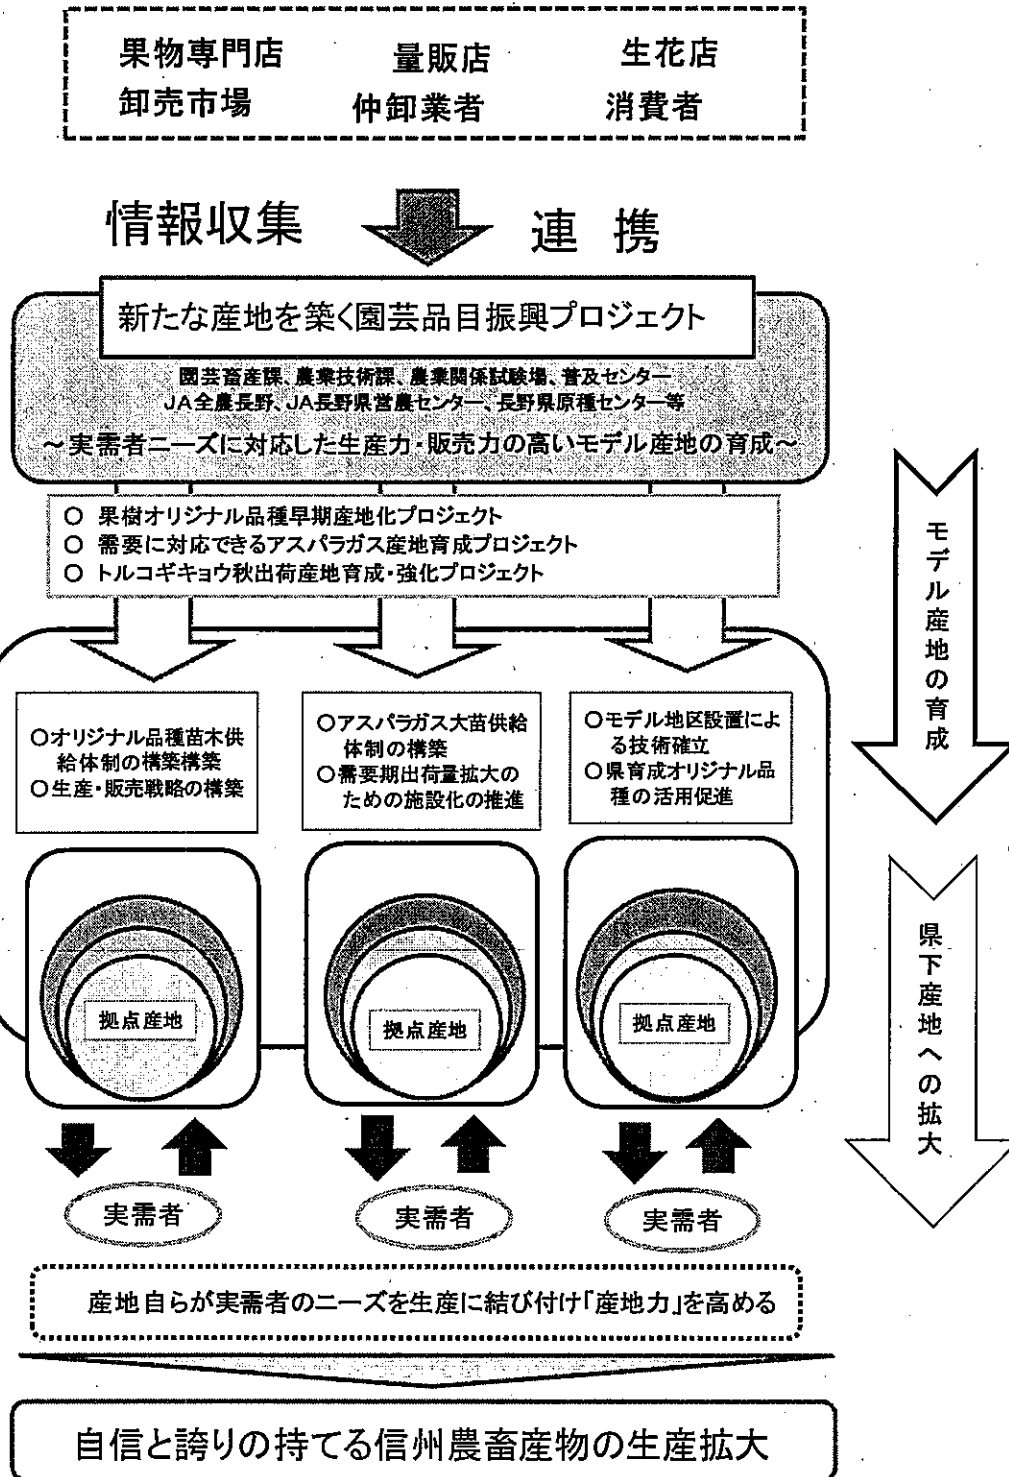 果物専門店 量販店 生花店
卸売市場 仲卸業者 消費者
情報収集 連 携
新たな産地を築く園芸品目振興プロジェクト
園芸畜産課、農業技術課、農業関係試験場、普及センター
JA全農長野、JA長野県営農センター、長野県原種センター等
～実需者ニーズに対応した生産力・販売力の高いモデル産地の育成～
○ 果樹オリジナル品種早期産地化プロジェクト
○ 需要に対応できるアスパラガス産地育成プロジェクト
○ トルコギキョウ秋出荷産地育成・強化プロジェクト
○オリジナル品種苗木供
給体制の構築構築
○生産・販売戦略の構築
○アスパラガス大苗供給
体制の構築
○需要期出荷量拡大の
ための施設化の推進
○モデル地区設置によ
る技術確立
○県育成オリジナル品
種の活用促進
モデル産地の育成
拠点産地
拠点産地
拠点産地
県下産地への拡大
実需者
実需者
実需者
産地自らが実需者のニーズを生産に結び付け「産地力」を高める
自信と誇りの持てる信州農畜産物の生産拡大